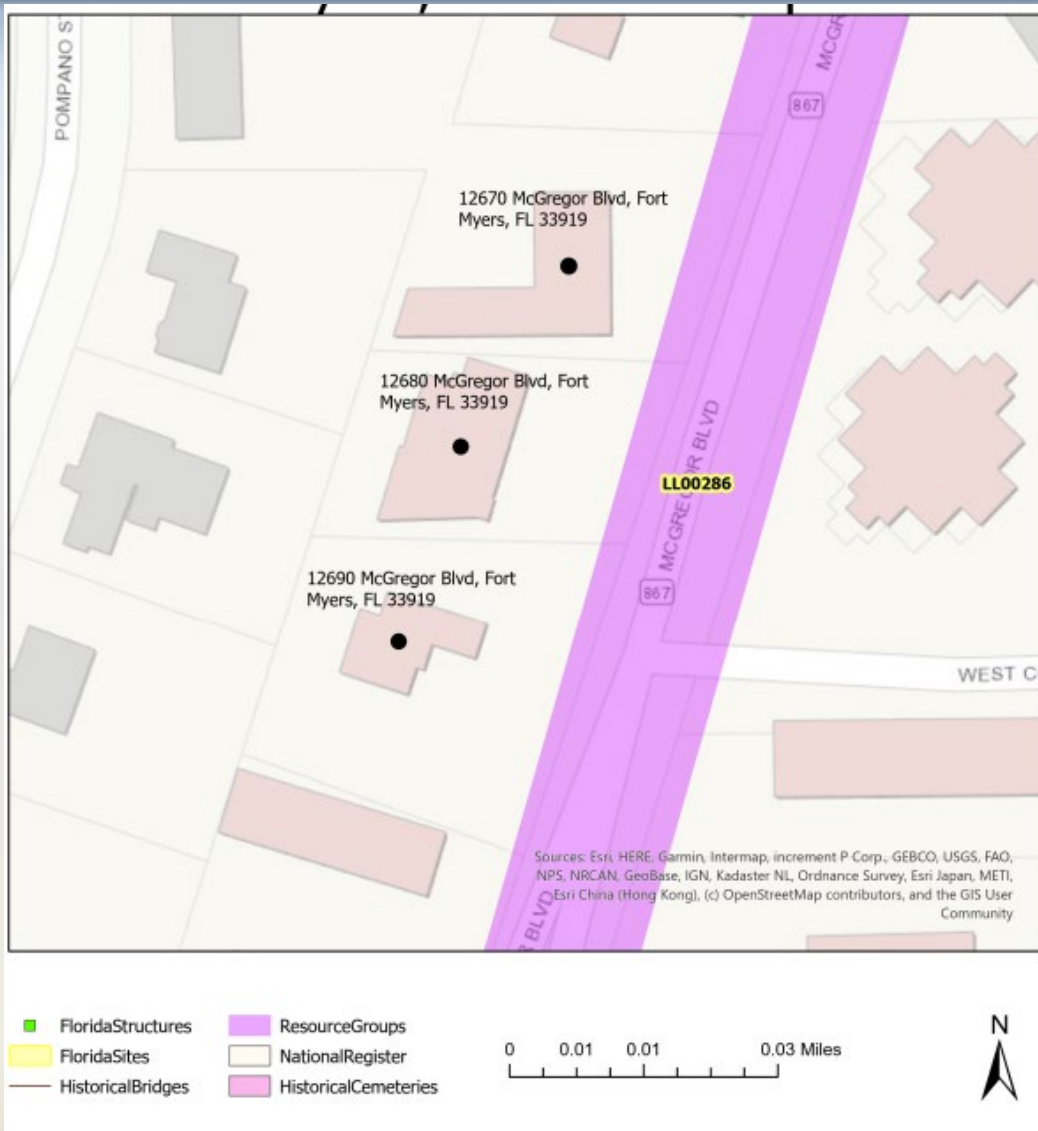 POMPANO S
MCGR
867
12670 McGregor Blvd, Fort
Myers, FL 33919
12680 McGregor Blvd, Fort
Myers, FL 33919
MCGREGOR BLVD
LL00286
12690 McGregor Blvd, Fort
Myers, FL 33919
867
WEST C
Sources: Esri, HERE, Garmin, Intermap, increment P Corp., GEBCO, USGS, FAO,
NPS, NRCAN, GeoBase, IGN, Kadaster NL, Ordnance Survey, Esri Japan, METI,
Esri China (Hong Kong), (c) OpenStreetMap contributors, and the GIS User
Community
R BLVD
FloridaStructures
FloridaSites
HistoricalBridges
ResourceGroups
NationalRegister
HistoricalCemeteries
0 0.01 0.01 0.03 Miles
N